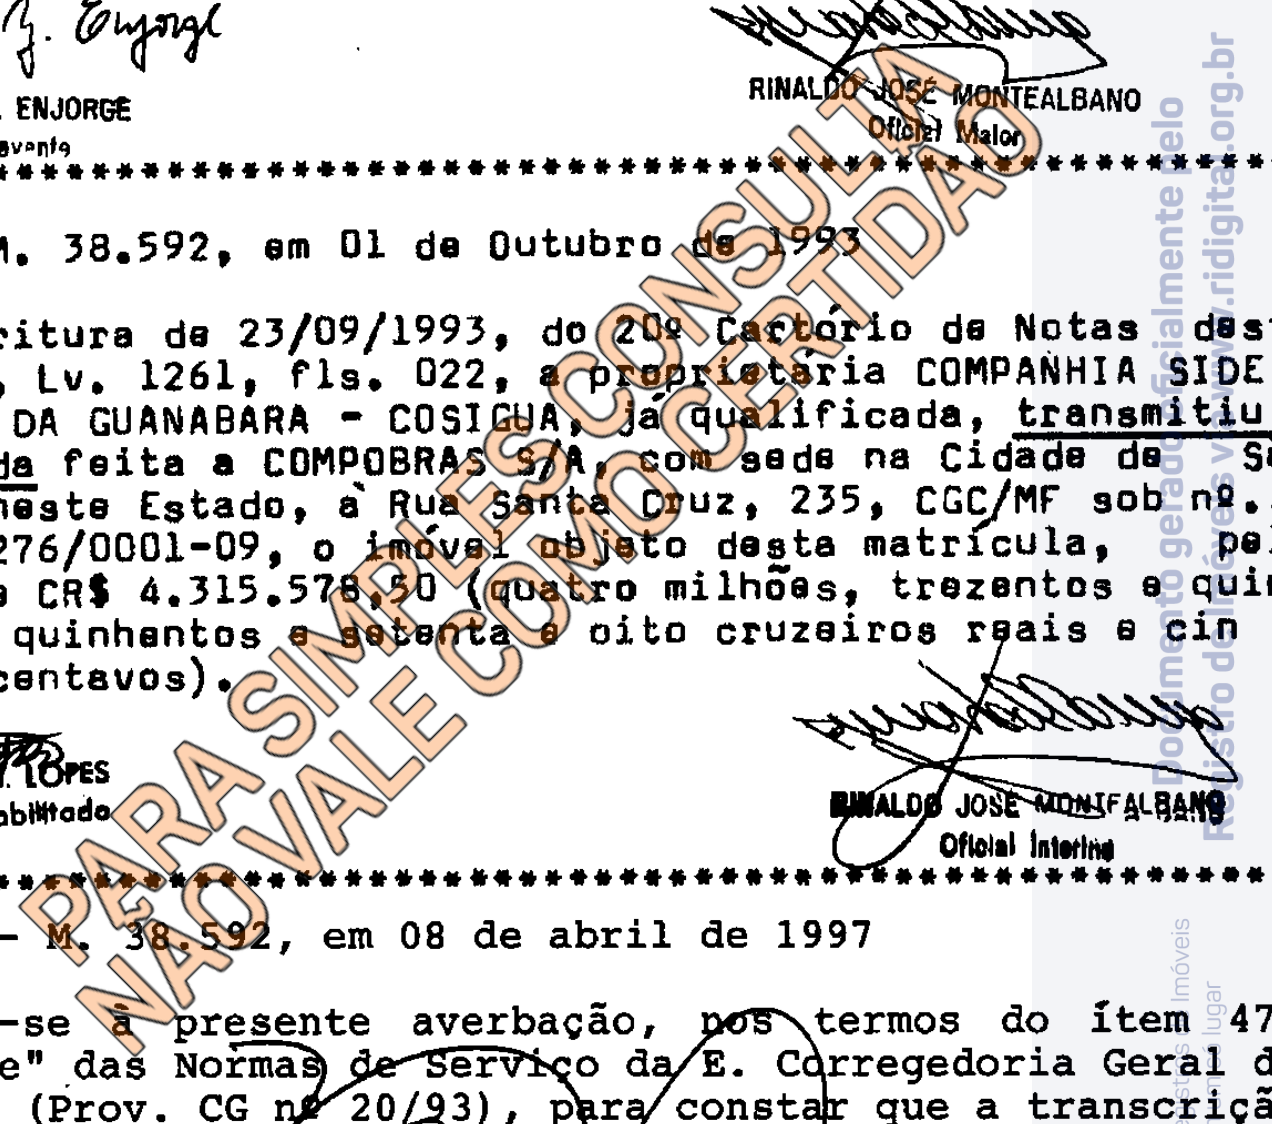 J. Enjorge
. ENJORGE
RINALDO JOSÉ MONTEALBANO
Oficial Maior
M. 38.592, em 01 de Outubro de 1993
ritura de 23/09/1993, do 20º Cartório de Notas dest
, Lv. 1261, fls. 022, a proprietária COMPANHIA SIDE
DA GUANABARA - COSIGUA, já qualificada, transmitiu
da feita a COMPOBRAS S/A, com sede na Cidade de S
neste Estado, à Rua Santa Cruz, 235, CGC/MF sob nº.
276/0001-09, o imóvel objeto desta matrícula, pel
e CR$ 4.315.578,50 (quatro milhões, trezentos e quin
quinhentos e setenta e oito cruzeiros reais e cin
centavos).
LOPES
abilitado
RINALDO JOSÉ MONTEALBANO
Oficial Interino
- M. 38.592, em 08 de abril de 1997
-se à presente averbação, nos termos do ítem 47
e" das Normas de Serviço da E. Corregedoria Geral d
(Prov. CG nº 20/93), para constar que a transcriçã
PARA SIMPLES CONSULTA
NÃO VALE COMO CERTIDÃO
Documento gerado oficialmente pelo
Registro de Imóveis via www.ridigital.org.br